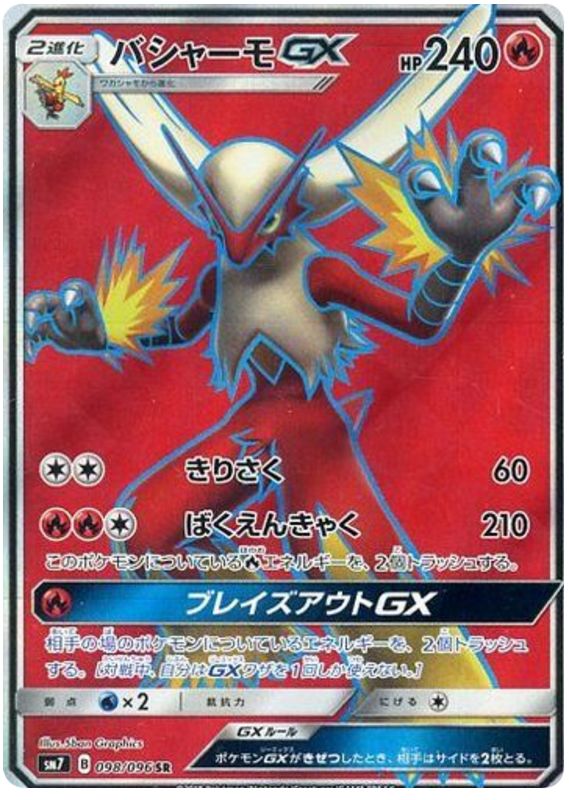 2進化
バシャーモGX
HP240
ワカシャモから進化
きりさく 60
ばくえんきゃく 210
このポケモンについているエネルギーを、2個トラッシュする。
ブレイズアウトGX
相手の場のポケモンについているエネルギーを、2個トラッシュ
する。[対戦中、自分はGXワザを1回しか使えない。]
弱点 ×2 抵抗力 にげる
Illus. 5ban Graphics
GXルール
SM7 B 098/096 SR
ポケモンGXがきぜつしたとき、相手はサイドを2枚とる。